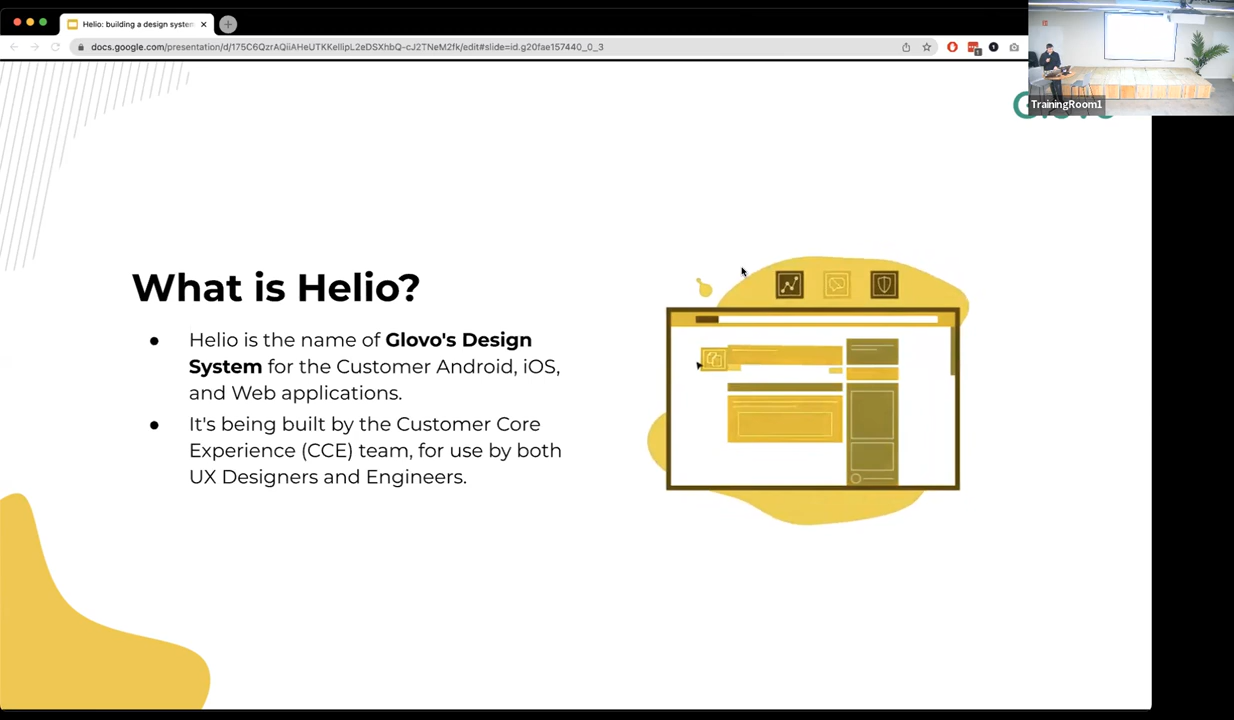 Helio: building a design system
docs.google.com/presentation/d/175C6QzrAQiiAHeUTKKellipL2eDSXhbQ-cJ2TNeM2fk/edit#slide=id.g20fae157440_0_3
TrainingRoom1
What is Helio?
● Helio is the name of Glovo's Design
System for the Customer Android, iOS,
and Web applications.
● It's being built by the Customer Core
Experience (CCE) team, for use by both
UX Designers and Engineers.